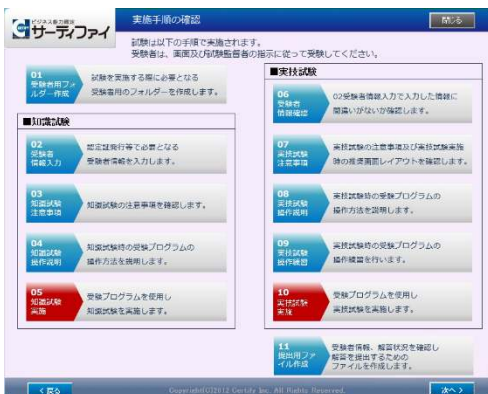 ビジネス能力認定
サーティファイ
実施手順の確認
閉じる
試験は以下の手順で実施されます。
受験者は、画面及び試験監督者の指示に従って受験してください。
01
受験者用フォ
ルダー作成
試験を実施する際に必要となる
受験者用のフォルダーを作成します。
■知識試験
02
受験者
情報入力
認定証発行等で必要となる
受験者情報を入力します。
03
知識試験
注意事項
知識試験の注意事項を確認します。
04
知識試験
操作説明
知識試験時の受験プログラムの
操作方法を説明します。
05
知識試験
実施
受験プログラムを使用し
知識試験を実施します。
■実技試験
06
受験者
情報確認
02受験者情報入力で入力した情報に
間違いがないか確認します。
07
実技試験
注意事項
実技試験の注意事項及び実技試験実施
時の推奨画面レイアウトを確認します。
08
実技試験
操作説明
実技試験時の受験プログラムの
操作方法を説明します。
09
実技試験
操作練習
実技試験時の受験プログラムの
操作練習を行います。
10
実技試験
実施
受験プログラムを使用し
実技試験を実施します。
11
提出用ファ
イル作成
受験者情報、解答状況を確認し
解答を提出するための
ファイルを作成します。
<戻る
Copyright(C)2012 Certify Inc. All Rights Reserved.
次へ>